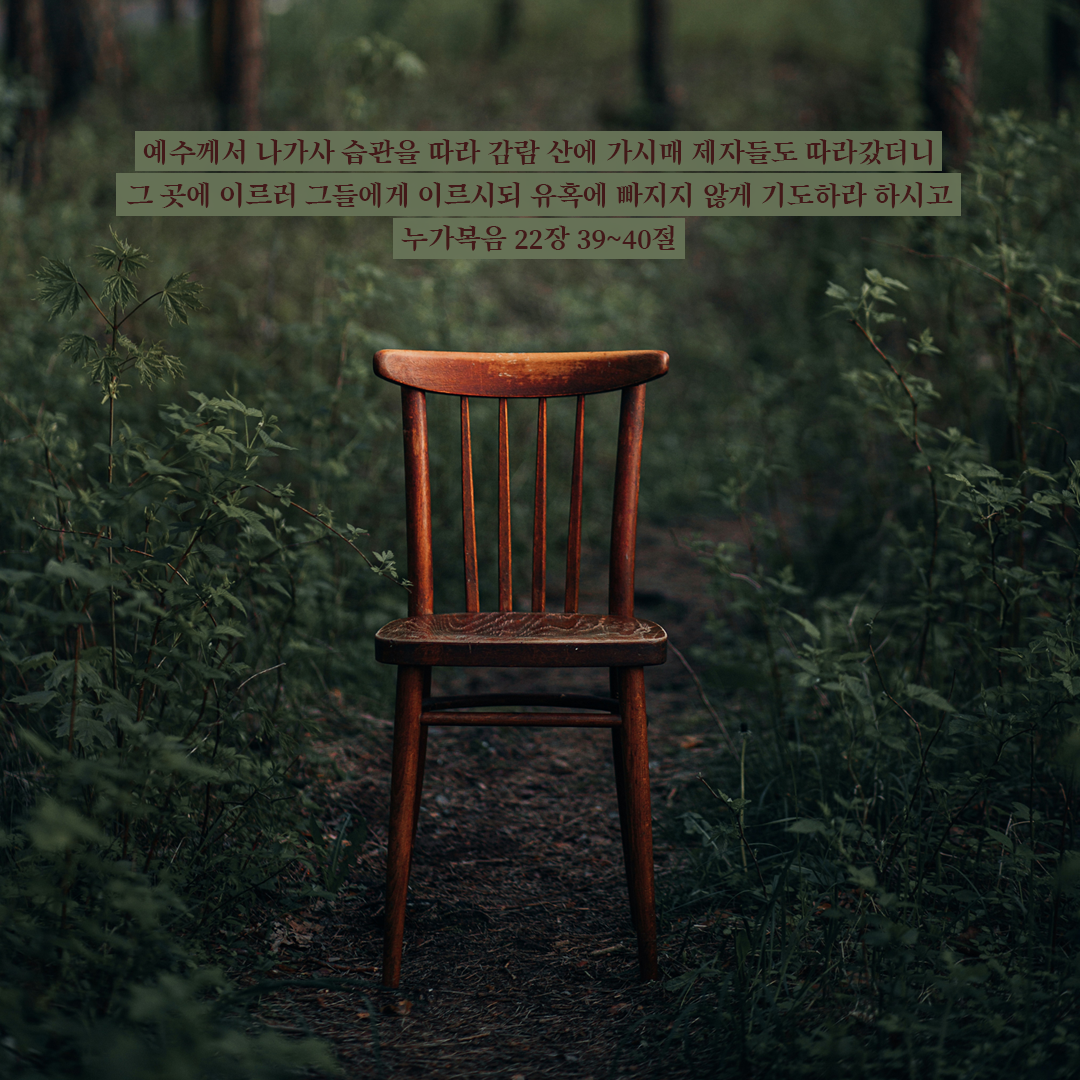 예수께서 나가사 습관을 따라 감람 산에 가시매 제자들도 따라갔더니
그 곳에 이르러 그들에게 이르시되 유혹에 빠지지 않게 기도하라 하시고
누가복음 22장 39~40절